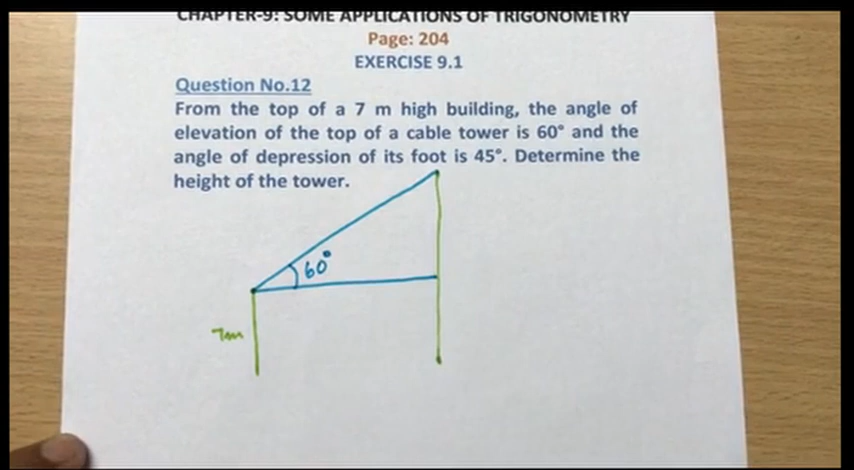 CHAPTER-9: SOME APPLICATIONS OF TRIGONOMETRY
Page: 204
EXERCISE 9.1
Question No.12
From the top of a 7 m high building, the angle of
elevation of the top of a cable tower is 60° and the
angle of depression of its foot is 45°. Determine the
height of the tower.
60°
7m